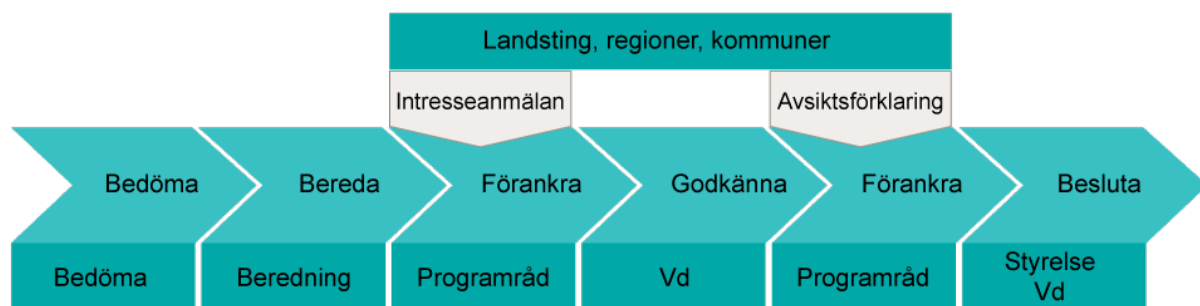 Landsting, regioner, kommuner
Intresseanmälan
Avsiktsförklaring
Bedöma
Bereda
Förankra
Godkänna
Förankra
Besluta
Bedöma
Beredning
Programråd
Vd
Programråd
Styrelse
Vd